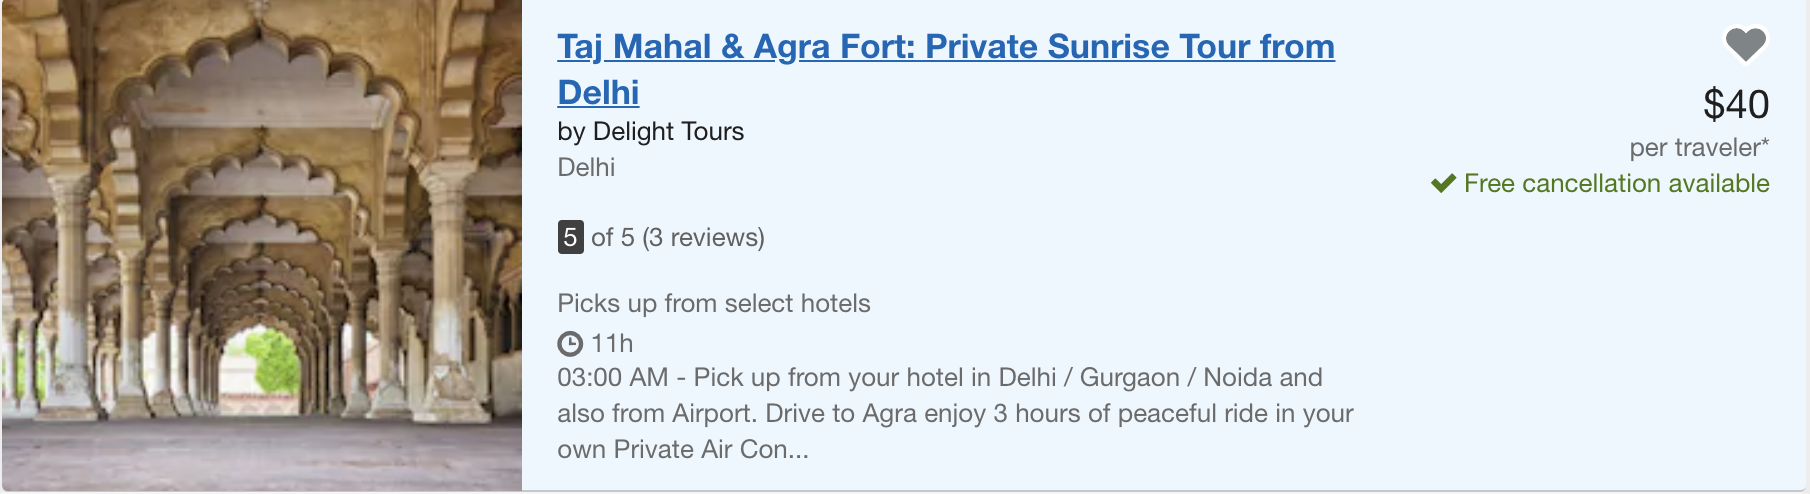 Taj Mahal & Agra Fort: Private Sunrise Tour from
Delhi
by Delight Tours
Delhi
5 of 5 (3 reviews)
Picks up from select hotels
11h
03:00 AM - Pick up from your hotel in Delhi / Gurgaon / Noida and
also from Airport. Drive to Agra enjoy 3 hours of peaceful ride in your
own Private Air Con...
$40
per traveler*
Free cancellation available